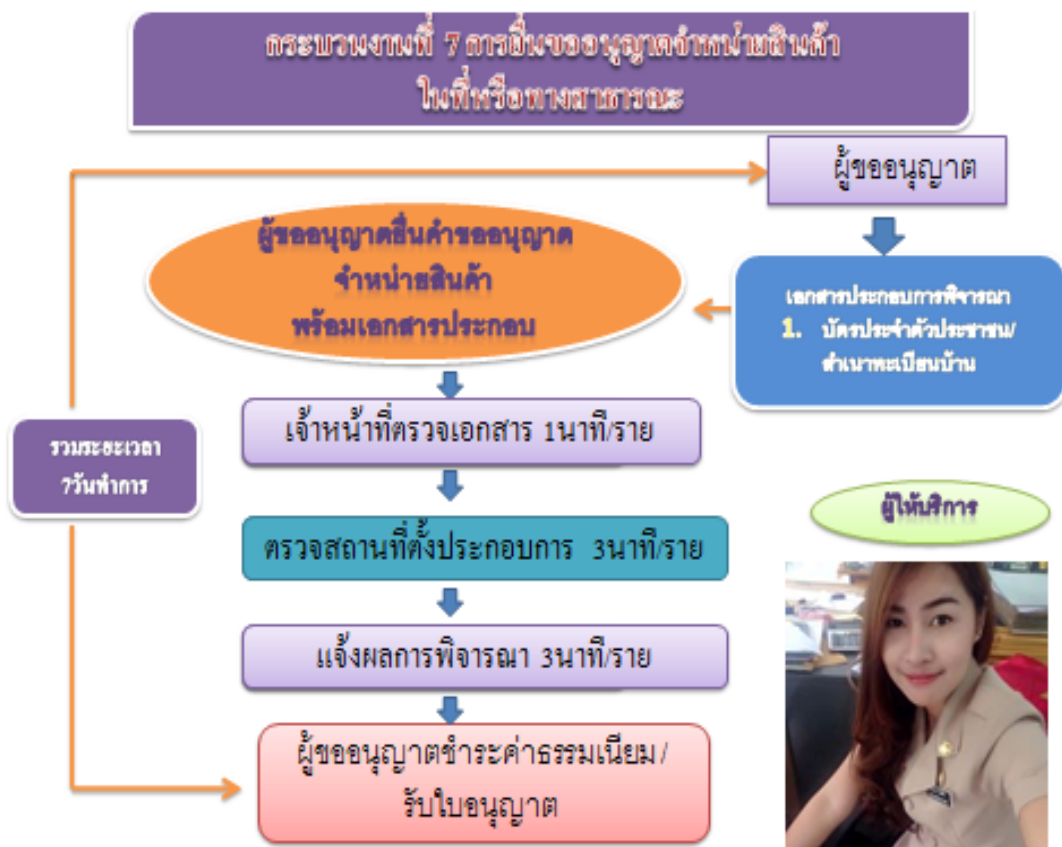 กระบวนงานที่ 7 การยื่นขออนุญาตจำหน่ายสินค้า
ในที่หรือทางสาธารณะ
ผู้ขออนุญาต
เอกสารประกอบการพิจารณา
1. บัตรประจำตัวประชาชน/
สำเนาทะเบียนบ้าน
ผู้ขออนุญาตยื่นคำขออนุญาต
จำหน่ายสินค้า
พร้อมเอกสารประกอบ
เจ้าหน้าที่ตรวจเอกสาร 1นาที/ราย
รวมระยะเวลา
7วันทำการ
ตรวจสถานที่ตั้งประกอบการ 3นาที/ราย
ผู้ให้บริการ
แจ้งผลการพิจารณา 3นาที/ราย
ผู้ขออนุญาตชำระค่าธรรมเนียม/
รับใบอนุญาต